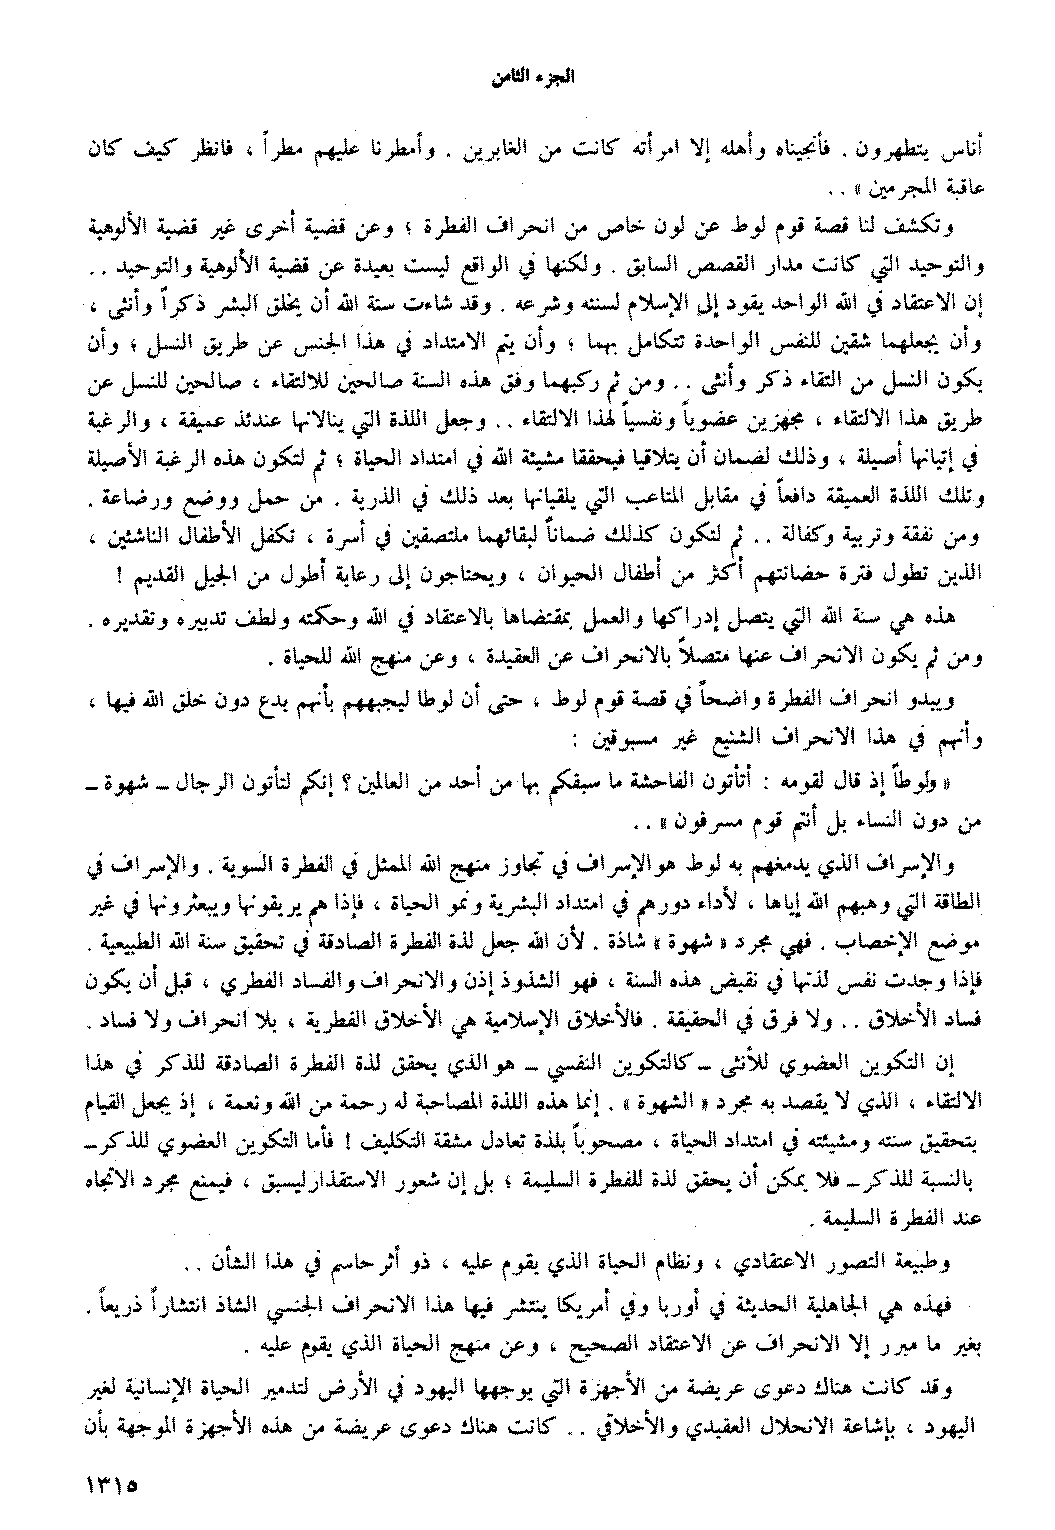 الجزء الثامن
أناس يتطهرون . فأنجيناه وأهله إلا امرأته كانت من الغابرين . وأمطرنا عليهم مطراً ، فانظر كيف كان
عاقبة المجرمين » ..
وتكشف لنا قصة قوم لوط عن لون خاص من انحراف الفطرة ؛ وعن قضية أخرى غير قضية الألوهية
والتوحيد التي كانت مدار القصص السابق . ولكنها في الواقع ليست بعيدة عن قضية الألوهية والتوحيد ..
إن الاعتقاد في الله الواحد يقود إلى الإسلام لسننه وشرعه . وقد شاءت سنة الله أن يخلق البشر ذكراً وأنثى ،
وأن يجعلهما شقين للنفس الواحدة تتكامل بهما ؛ وأن يتم الامتداد في هذا الجنس عن طريق النسل ؛ وأن
يكون النسل من التقاء ذكر وأنثى .. ومن ثم ركبهما وفق هذه السنة صالحين للالتقاء ، صالحين للنسل عن
طريق هذا الالتقاء ، مجهزين عضوياً ونفسياً لهذا الالتقاء .. وجعل اللذة التي ينالانها عندئذ عميقة ، والرغبة
في إتيانها أصيلة ، وذلك لضمان أن يتلاقيا فيحققا مشيئة الله في امتداد الحياة ؛ ثم لتكون هذه الرغبة الأصيلة
وتلك اللذة العميقة دافعاً في مقابل المتاعب التي يلقيانها بعد ذلك في الذرية . من حمل ووضع ورضاعة .
ومن نفقة وتربية وكفالة .. ثم لتكون كذلك ضماناً لبقائهما ملتصقين في أسرة ، تكفل الأطفال الناشئين ،
الذين تطول فترة حضانتهم أكثر من أطفال الحيوان ، ويحتاجون إلى رعاية أطول من الجيل القديم !
هذه هي سنة الله التي يتصل إدراكها والعمل بمقتضاها بالاعتقاد في الله وحكمته ولطف تدبيره وتقديره .
ومن ثم يكون الانحراف عنها متصلاً بالانحراف عن العقيدة ، وعن منهج الله للحياة .
ويبدو انحراف الفطرة واضحاً في قصة قوم لوط ، حتى أن لوطا ليجبههم بأنهم بدع دون خلق الله فيها ،
وأنهم في هذا الانحراف الشنيع غير مسبوقين :
« ولوطاً إذ قال لقومه : أتأتون الفاحشة ما سبقكم بها من أحد من العالمين ؟ إنكم لتأتون الرجال – شهوة –
من دون النساء بل أنتم قوم مسرفون » ..
والإسراف الذي يدمغهم به لوط هو الإسراف في تجاوز منهج الله الممثل في الفطرة السوية . والإسراف في
الطاقة التي وهبهم الله إياها ، لأداء دورهم في امتداد البشرية ونمو الحياة ، فإذا هم يريقونها ويبعثرونها في غير
موضع الإخصاب . فهي مجرد « شهوة » شاذة . لأن الله جعل لذة الفطرة الصادقة في تحقيق سنة الله الطبيعية .
فإذا وجدت نفس لذتها في نقيض هذه السنة ، فهو الشذوذ إذن والانحراف والفساد الفطري ، قبل أن يكون
فساد الأخلاق .. ولا فرق في الحقيقة . فالأخلاق الإسلامية هي الأخلاق الفطرية ، بلا انحراف ولا فساد .
إن التكوين العضوي للأنثى – كالتكوين النفسي – هو الذي يحقق لذة الفطرة الصادقة للذكر في هذا
الالتقاء ، الذي لا يقصد به مجرد « الشهوة » . إنما هذه اللذة المصاحبة له رحمة من الله ونعمة ، إذ يجعل القيام
بتحقيق سنته ومشيئته في امتداد الحياة ، مصحوباً بلذة تعادل مشقة التكليف ! فأما التكوين العضوي للذكر –
بالنسبة للذكر – فلا يمكن أن يحقق لذة للفطرة السليمة ؛ بل إن شعور الاستقذار ليسبق ، فيمنع مجرد الاتجاه
عند الفطرة السليمة .
وطبيعة التصور الاعتقادي ، ونظام الحياة الذي يقوم عليه ، ذو أثر حاسم في هذا الشأن ..
فهذه هي الجاهلية الحديثة في أوربا وفي أمريكا ينتشر فيها هذا الانحراف الجنسي الشاذ انتشاراً ذريعاً .
بغير ما مبرر إلا الانحراف عن الاعتقاد الصحيح ، وعن منهج الحياة الذي يقوم عليه .
وقد كانت هناك دعوى عريضة من الأجهزة التي يوجهها اليهود في الأرض لتدمير الحياة الإنسانية لغير
اليهود ، بإشاعة الانحلال العقيدي والأخلاقي .. كانت هناك دعوى عريضة من هذه الأجهزة الموجهة بأن
١٣١٥